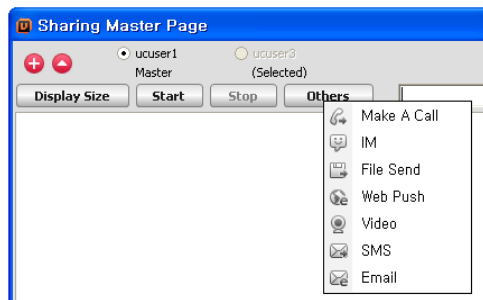 Sharing Master Page
ucuser1 ucuser3
Master (Selected)
Display Size Start Stop Others
Make A Call
IM
File Send
Web Push
Video
SMS
Email